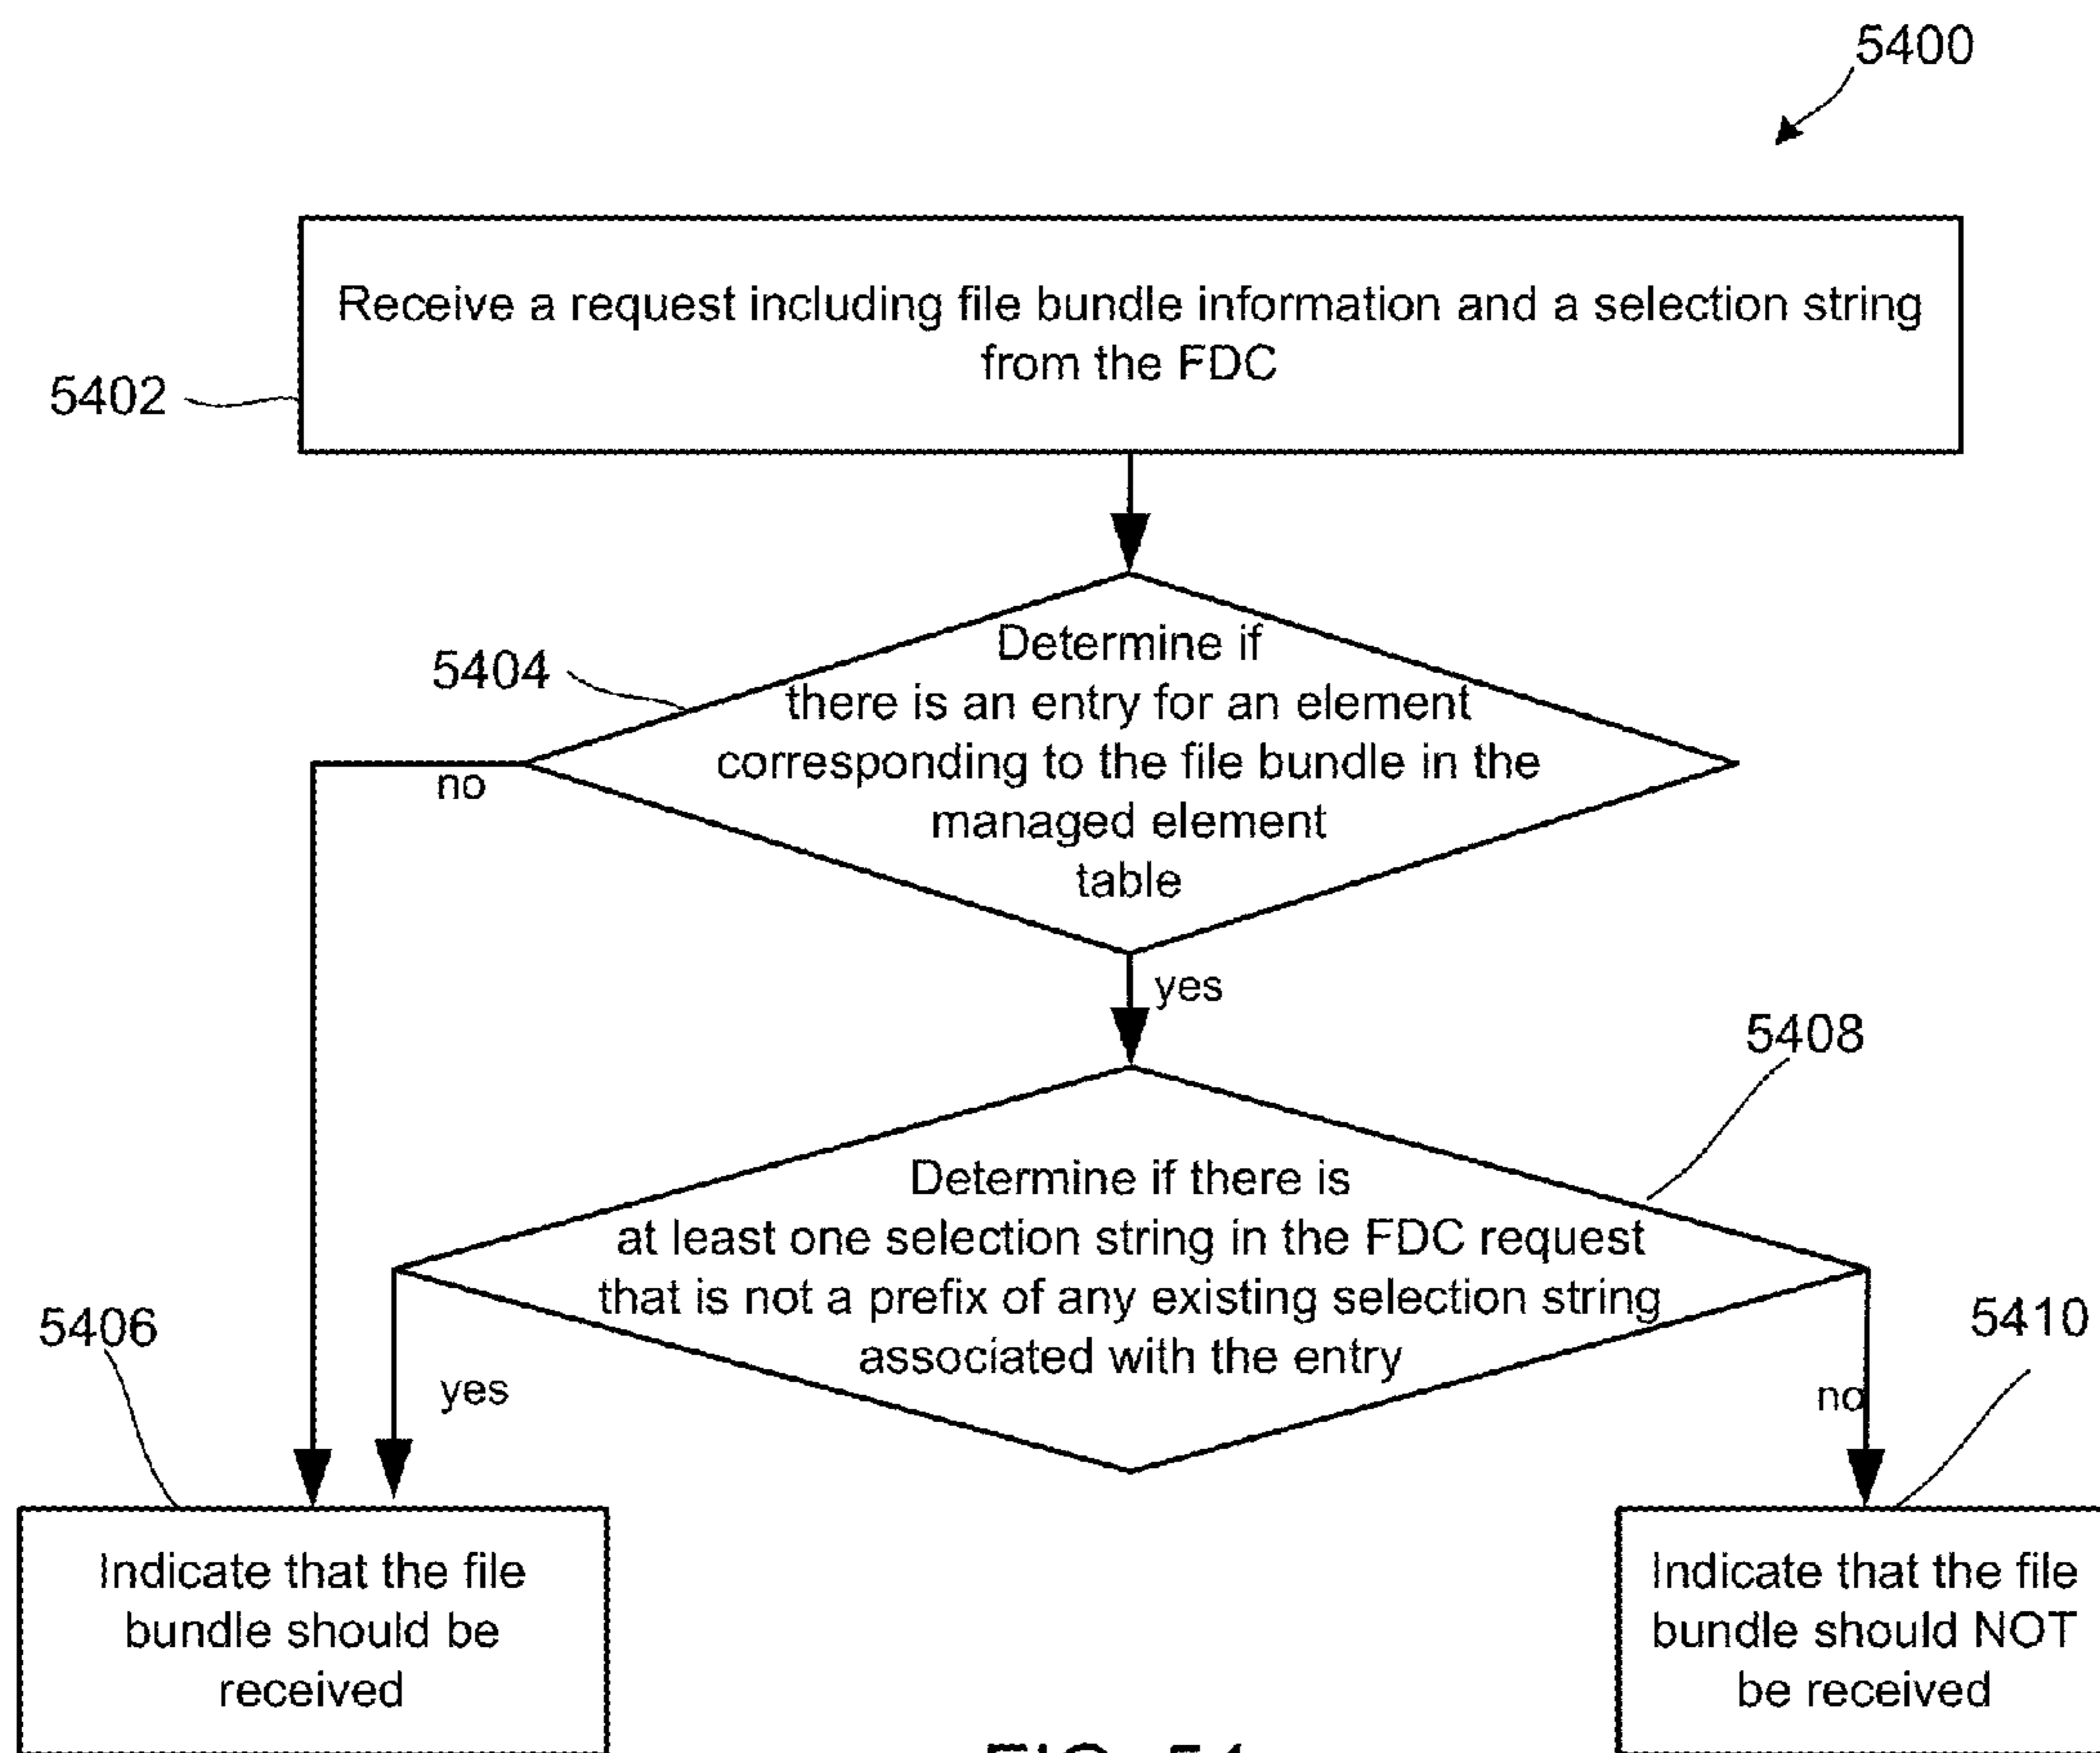 5400
Receive a request including file bundle information and a selection string
from the FDC
5402
5404
Determine if
there is an entry for an element
corresponding to the file bundle in the
managed element
table
no
yes
5408
Determine if there is
at least one selection string in the FDC request
that is not a prefix of any existing selection string
associated with the entry
5406
yes
no
5410
Indicate that the file
bundle should be
received
Indicate that the file
bundle should NOT
be received